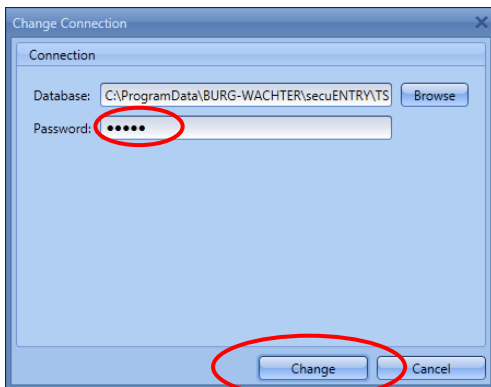 Change Connection
Connection
Database: C:\ProgramData\BURG-WACHTER\secuENTRY\TS Browse
Password: •••••
Change Cancel